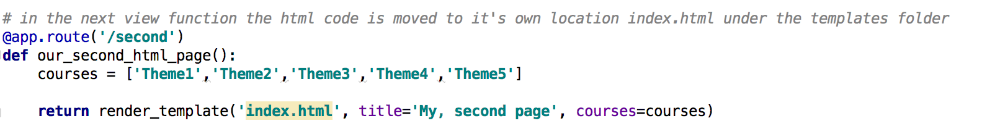 # in the next view function the html code is moved to it's own location index.html under the templates folder
@app.route('/second')
def our_second_html_page():
    courses = ['Theme1','Theme2','Theme3','Theme4','Theme5']
    return render_template('index.html', title='My, second page', courses=courses)